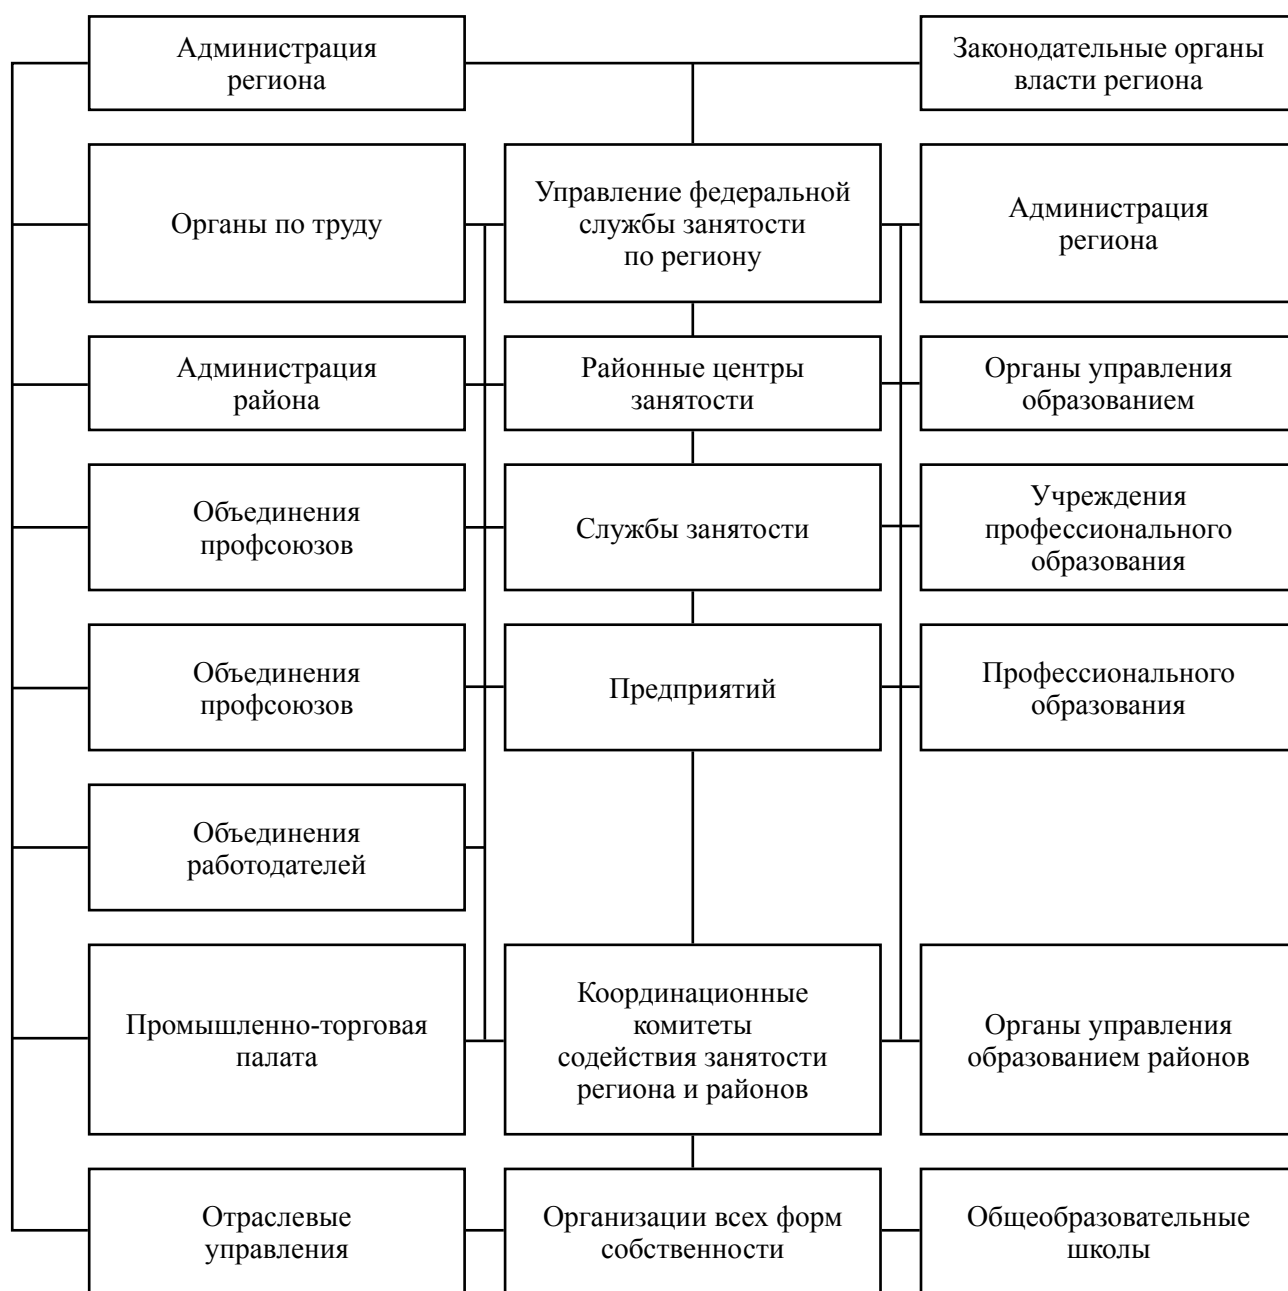 Администрация
региона
Законодательные органы
власти региона
Органы по труду
Управление федеральной
службы занятости
по региону
Администрация
региона
Администрация
района
Районные центры
занятости
Органы управления
образованием
Объединения
профсоюзов
Службы занятости
Учреждения
профессионального
образования
Объединения
профсоюзов
Предприятий
Профессионального
образования
Объединения
работодателей
Промышленно-торговая
палата
Координационные
комитеты
содействия занятости
региона и районов
Органы управления
образованием районов
Отраслевые
управления
Организации всех форм
собственности
Общеобразовательные
школы